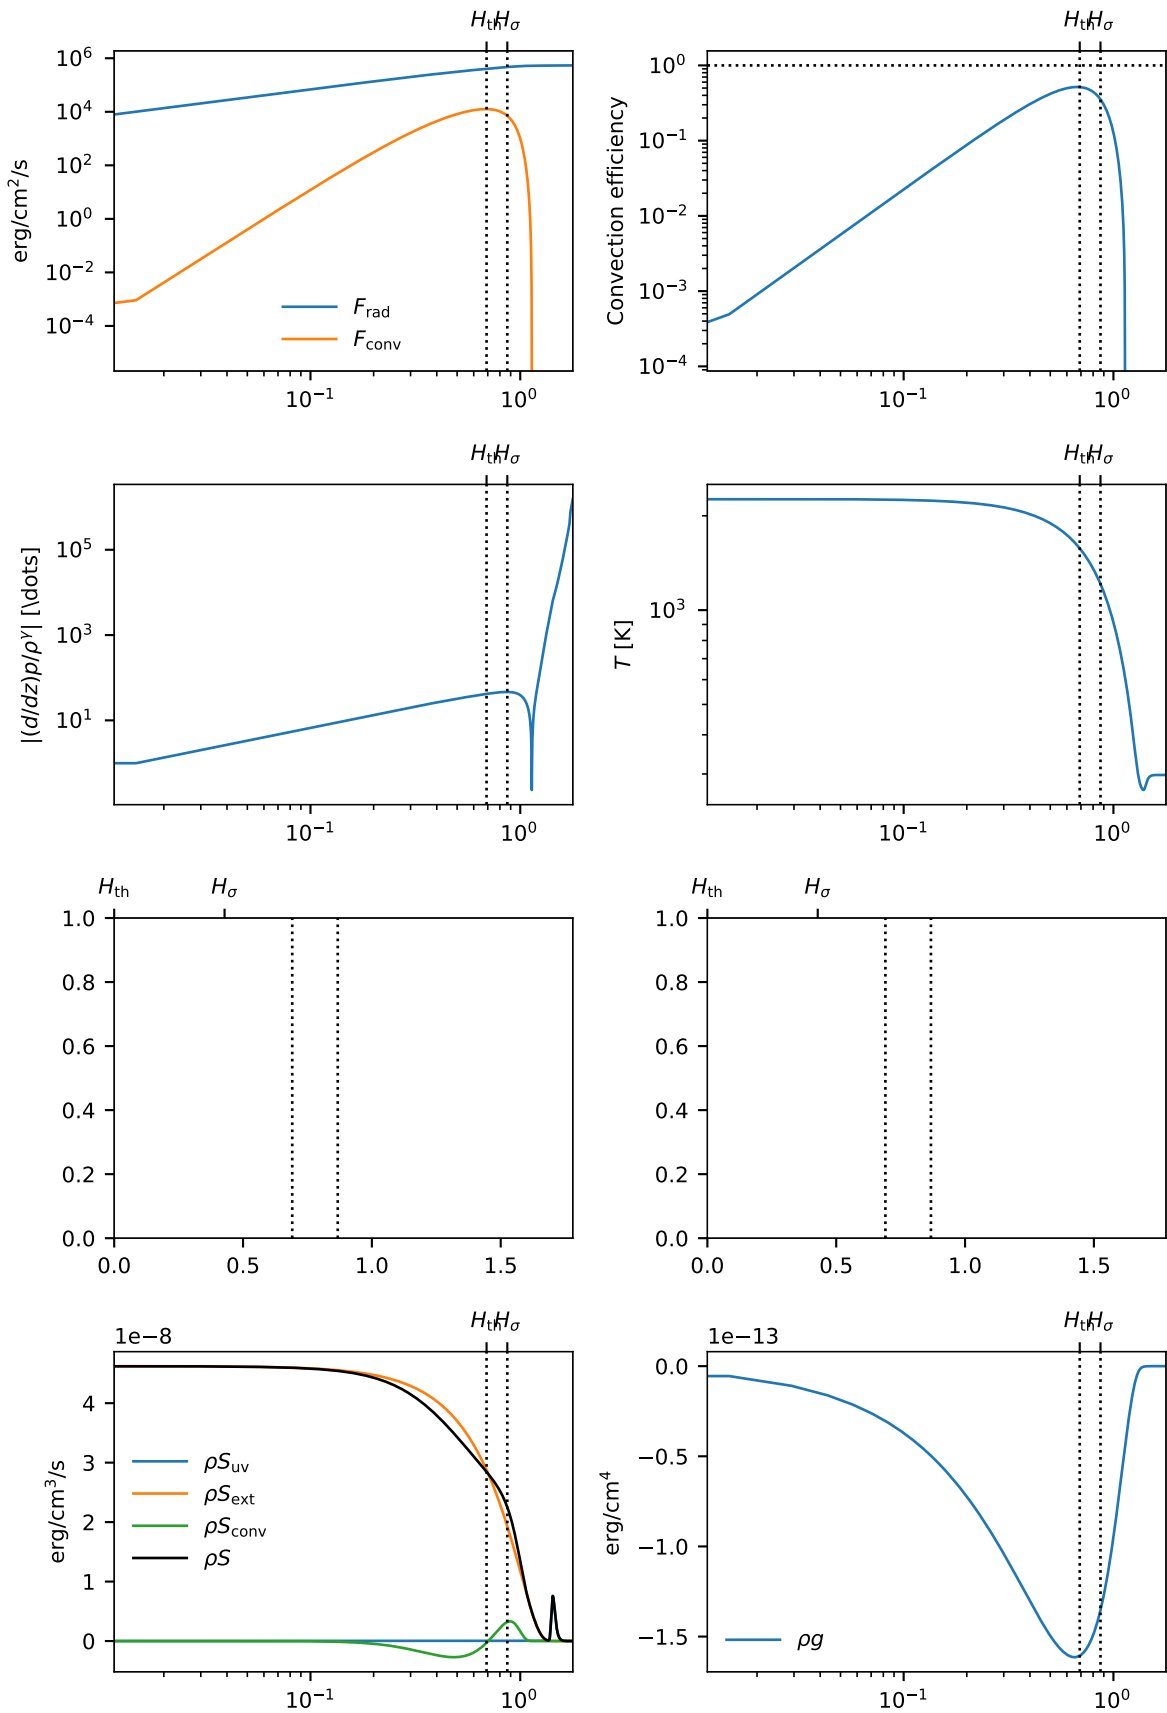 H_th H_σ
H_th H_σ
10^6
10^4
10^2
10^0
10^−2
10^−4
erg/cm^2/s
F_rad
F_conv
10^−1 10^0
10^0
10^−1
10^−2
10^−3
10^−4
Convection efficiency
10^−1 10^0
H_th H_σ
H_th H_σ
10^5
10^3
10^1
|(d/dz)p/ρ^γ| [\dots]
10^−1 10^0
10^3
T [K]
10^−1 10^0
H_th H_σ
H_th H_σ
1.0
0.8
0.6
0.4
0.2
0.0
0.0 0.5 1.0 1.5
1.0
0.8
0.6
0.4
0.2
0.0
0.0 0.5 1.0 1.5
1e−8 H_th H_σ
1e−13 H_th H_σ
4
3
2
1
0
erg/cm^3/s
ρS_uv
ρS_ext
ρS_conv
ρS
10^−1 10^0
0.0
−0.5
−1.0
−1.5
erg/cm^4
ρg
10^−1 10^0